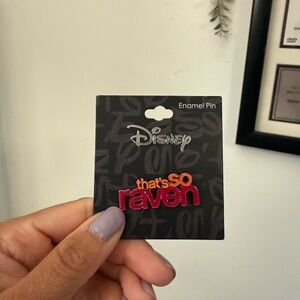 Enamel Pin
Disney
that's so
raven